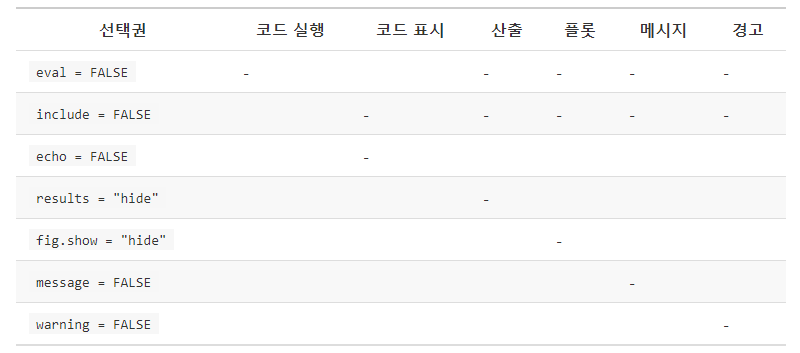 선택권 코드 실행 코드 표시 산출 플롯 메시지 경고
eval = FALSE - - - - -
include = FALSE - - - - -
echo = FALSE -
results = "hide" -
fig.show = "hide" -
message = FALSE -
warning = FALSE -